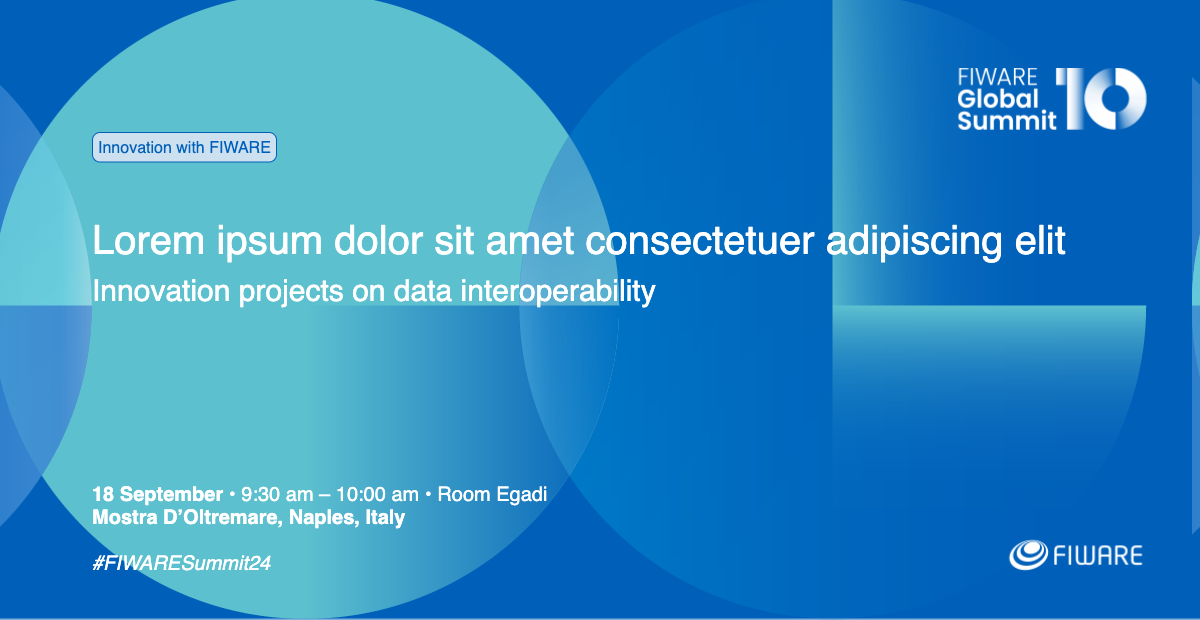 FIWARE
Global
Summit
10
Innovation with FIWARE
Lorem ipsum dolor sit amet consectetuer adipiscing elit
Innovation projects on data interoperability
18 September • 9:30 am – 10:00 am • Room Egadi
Mostra D’Oltremare, Naples, Italy
#FIWARESummit24
FIWARE